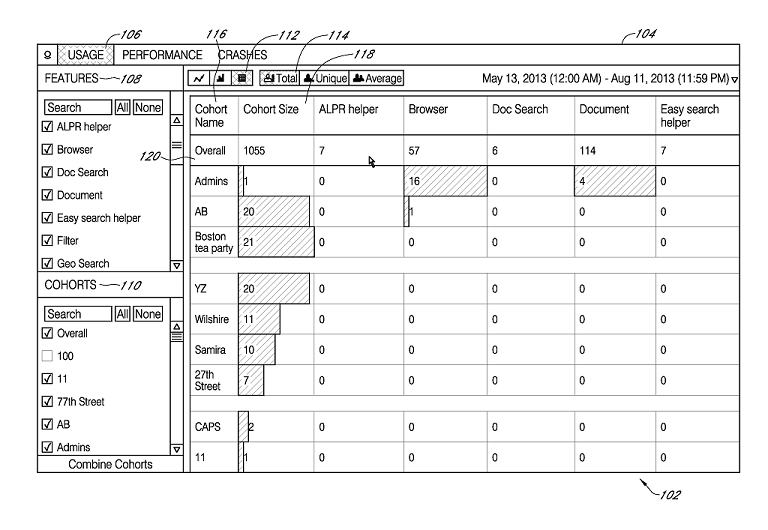 106 116 112 114 118 104
USAGE PERFORMANCE CRASHES
FEATURES 108 Total Unique Average May 13, 2013 (12:00 AM) - Aug 11, 2013 (11:59 PM)
Search All None
ALPR helper
Browser
Doc Search
Document
Easy search helper
Filter
Geo Search
COHORTS 110
Search All None
Overall
100
11
77th Street
AB
Admins
Combine Cohorts
Cohort Name Cohort Size ALPR helper Browser Doc Search Document Easy search helper
120
Overall 1055 7 57 6 114 7
Admins 1 0 16 0 4 0
AB 20 0 1 0 0 0
Boston tea party 21 0 0 0 0 0
YZ 20 0 0 0 0 0
Wilshire 11 0 0 0 0 0
Samira 10 0 0 0 0 0
27th Street 7 0 0 0 0 0
CAPS 2 0 0 0 0 0
11 1 0 0 0 0 0
102